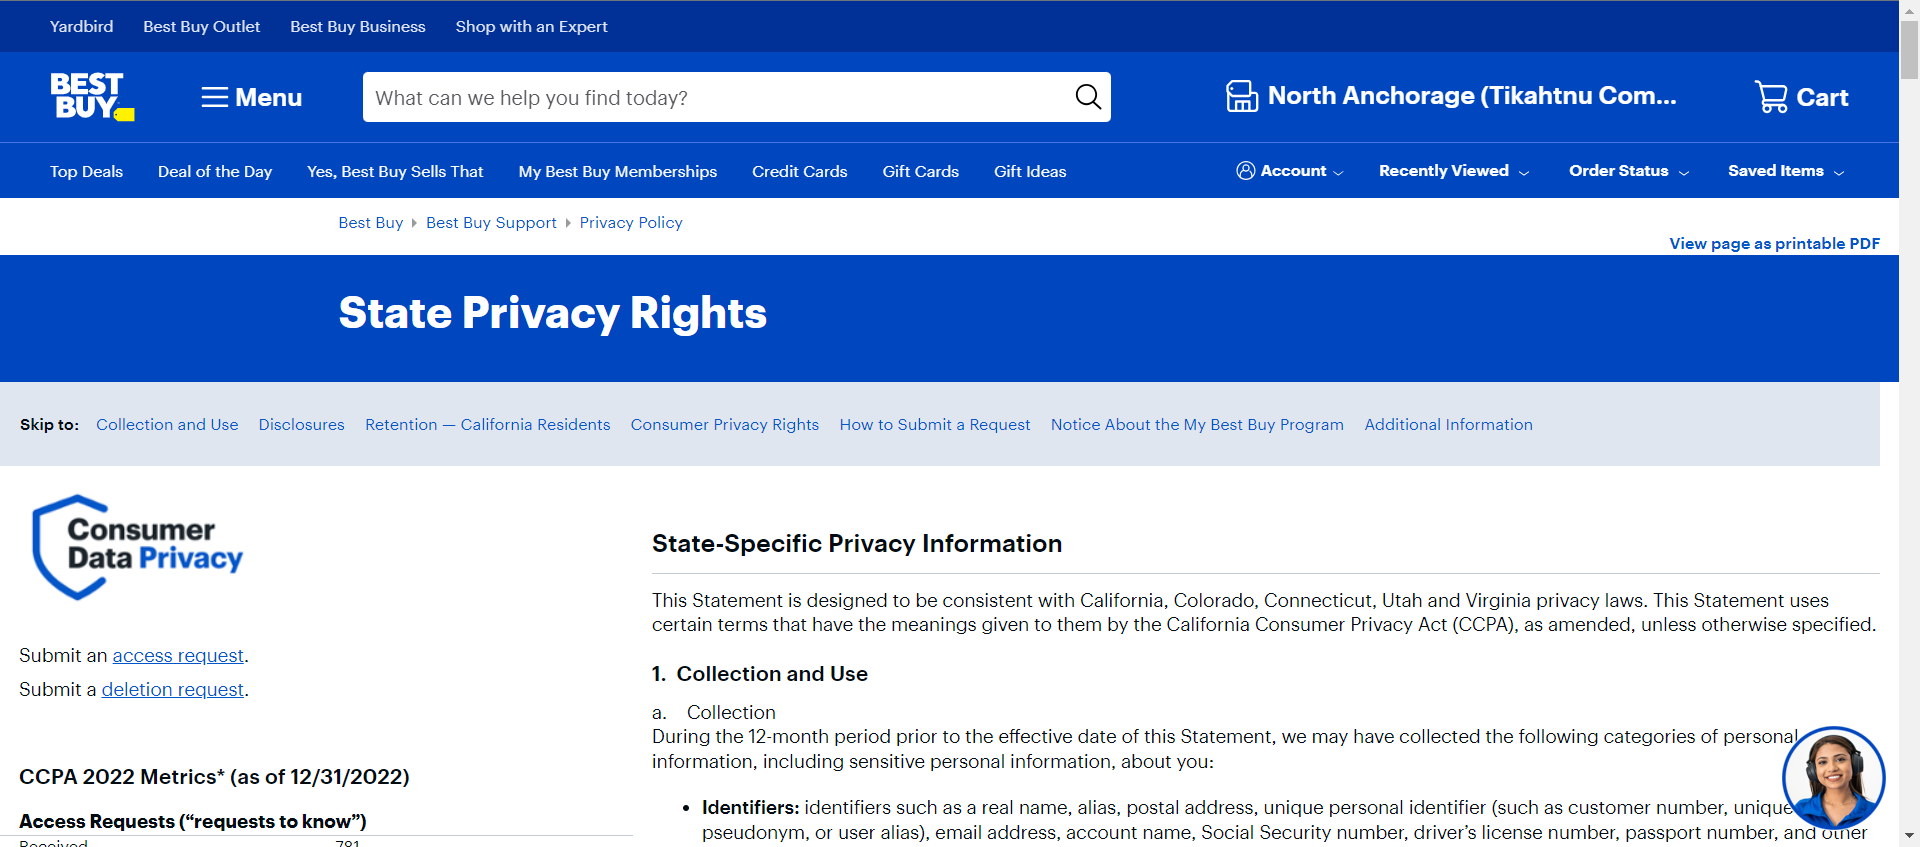 Yardbird Best Buy Outlet Best Buy Business Shop with an Expert
BEST
BUY
Menu
What can we help you find today?
North Anchorage (Tikahtnu Com...
Cart
Top Deals Deal of the Day Yes, Best Buy Sells That My Best Buy Memberships Credit Cards Gift Cards Gift Ideas Account Recently Viewed Order Status Saved Items
Best Buy Best Buy Support Privacy Policy
View page as printable PDF
State Privacy Rights
Skip to: Collection and Use Disclosures Retention — California Residents Consumer Privacy Rights How to Submit a Request Notice About the My Best Buy Program Additional Information
Consumer
Data Privacy
Submit an access request.
Submit a deletion request.
CCPA 2022 Metrics* (as of 12/31/2022)
Access Requests (“requests to know”)
Received 781
State-Specific Privacy Information
This Statement is designed to be consistent with California, Colorado, Connecticut, Utah and Virginia privacy laws. This Statement uses
certain terms that have the meanings given to them by the California Consumer Privacy Act (CCPA), as amended, unless otherwise specified.
1. Collection and Use
a. Collection
During the 12-month period prior to the effective date of this Statement, we may have collected the following categories of personal
information, including sensitive personal information, about you:
• Identifiers: identifiers such as a real name, alias, postal address, unique personal identifier (such as customer number, unique
pseudonym, or user alias), email address, account name, Social Security number, driver’s license number, passport number, and other